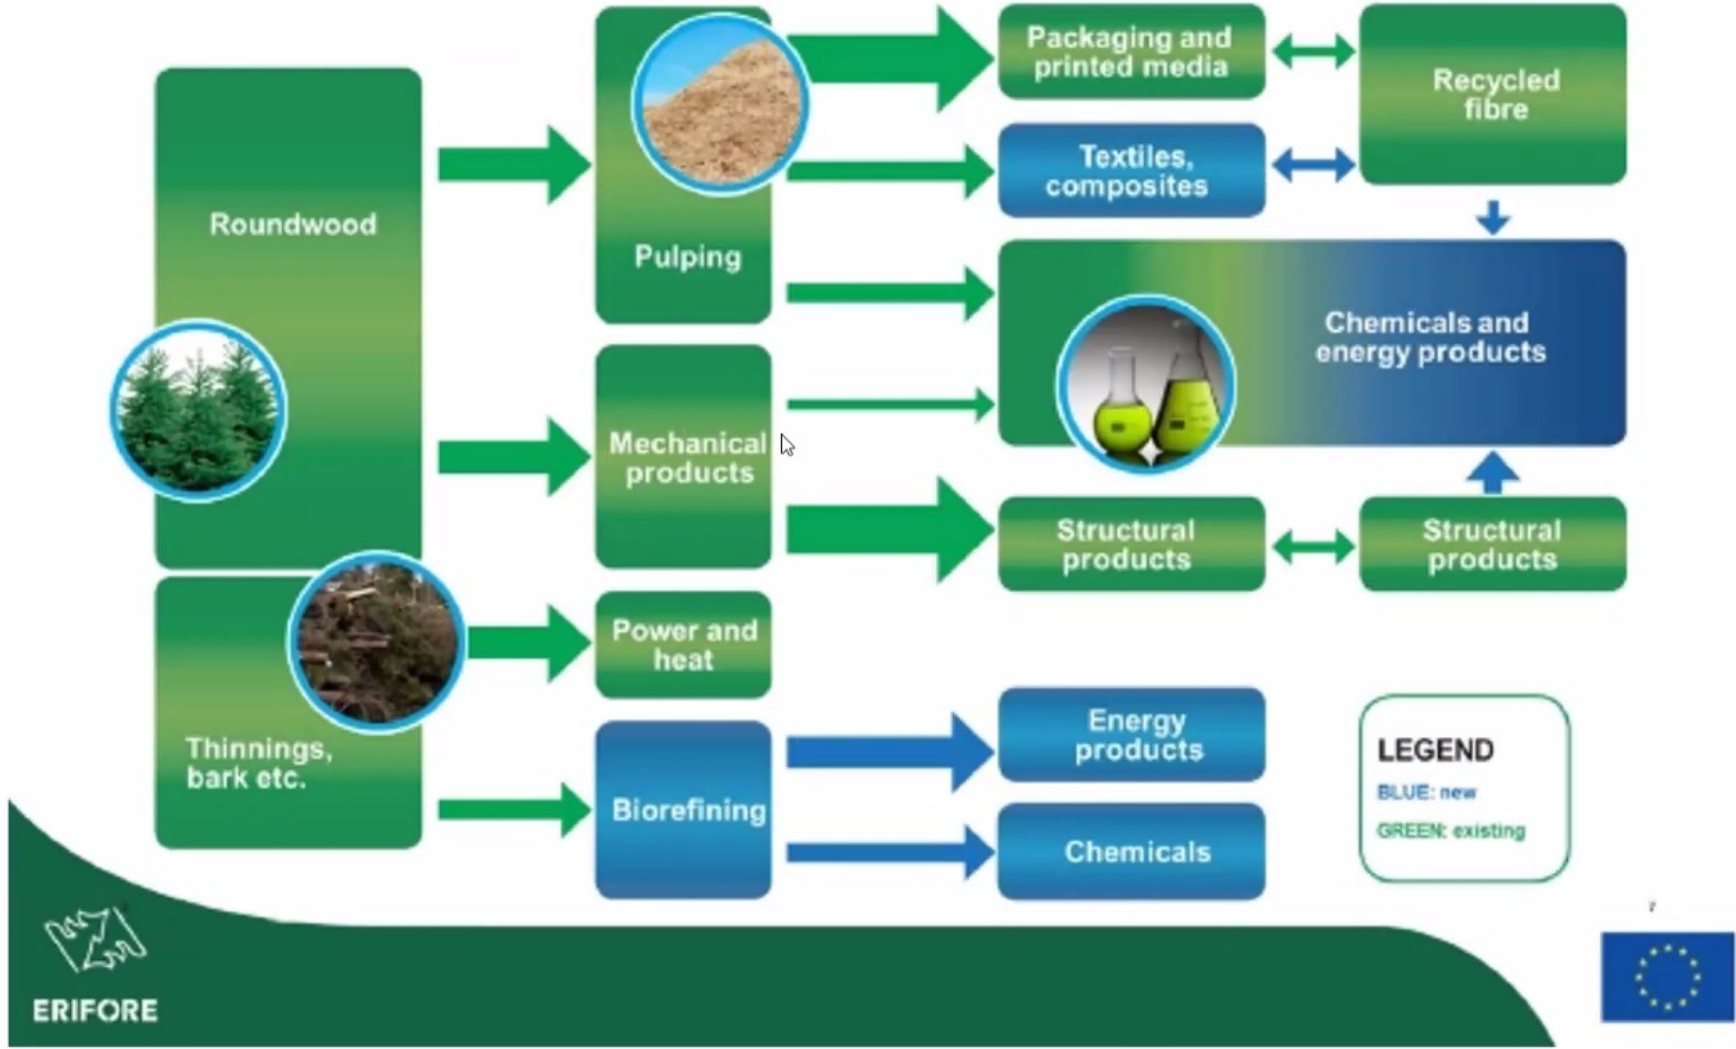 Roundwood
Thinnings,
bark etc.
Pulping
Mechanical
products
Power and
heat
Biorefining
Packaging and
printed media
Textiles,
composites
Chemicals and
energy products
Structural
products
Energy
products
Chemicals
Recycled
fibre
Structural
products
LEGEND
BLUE: new
GREEN: existing
ERIFORE